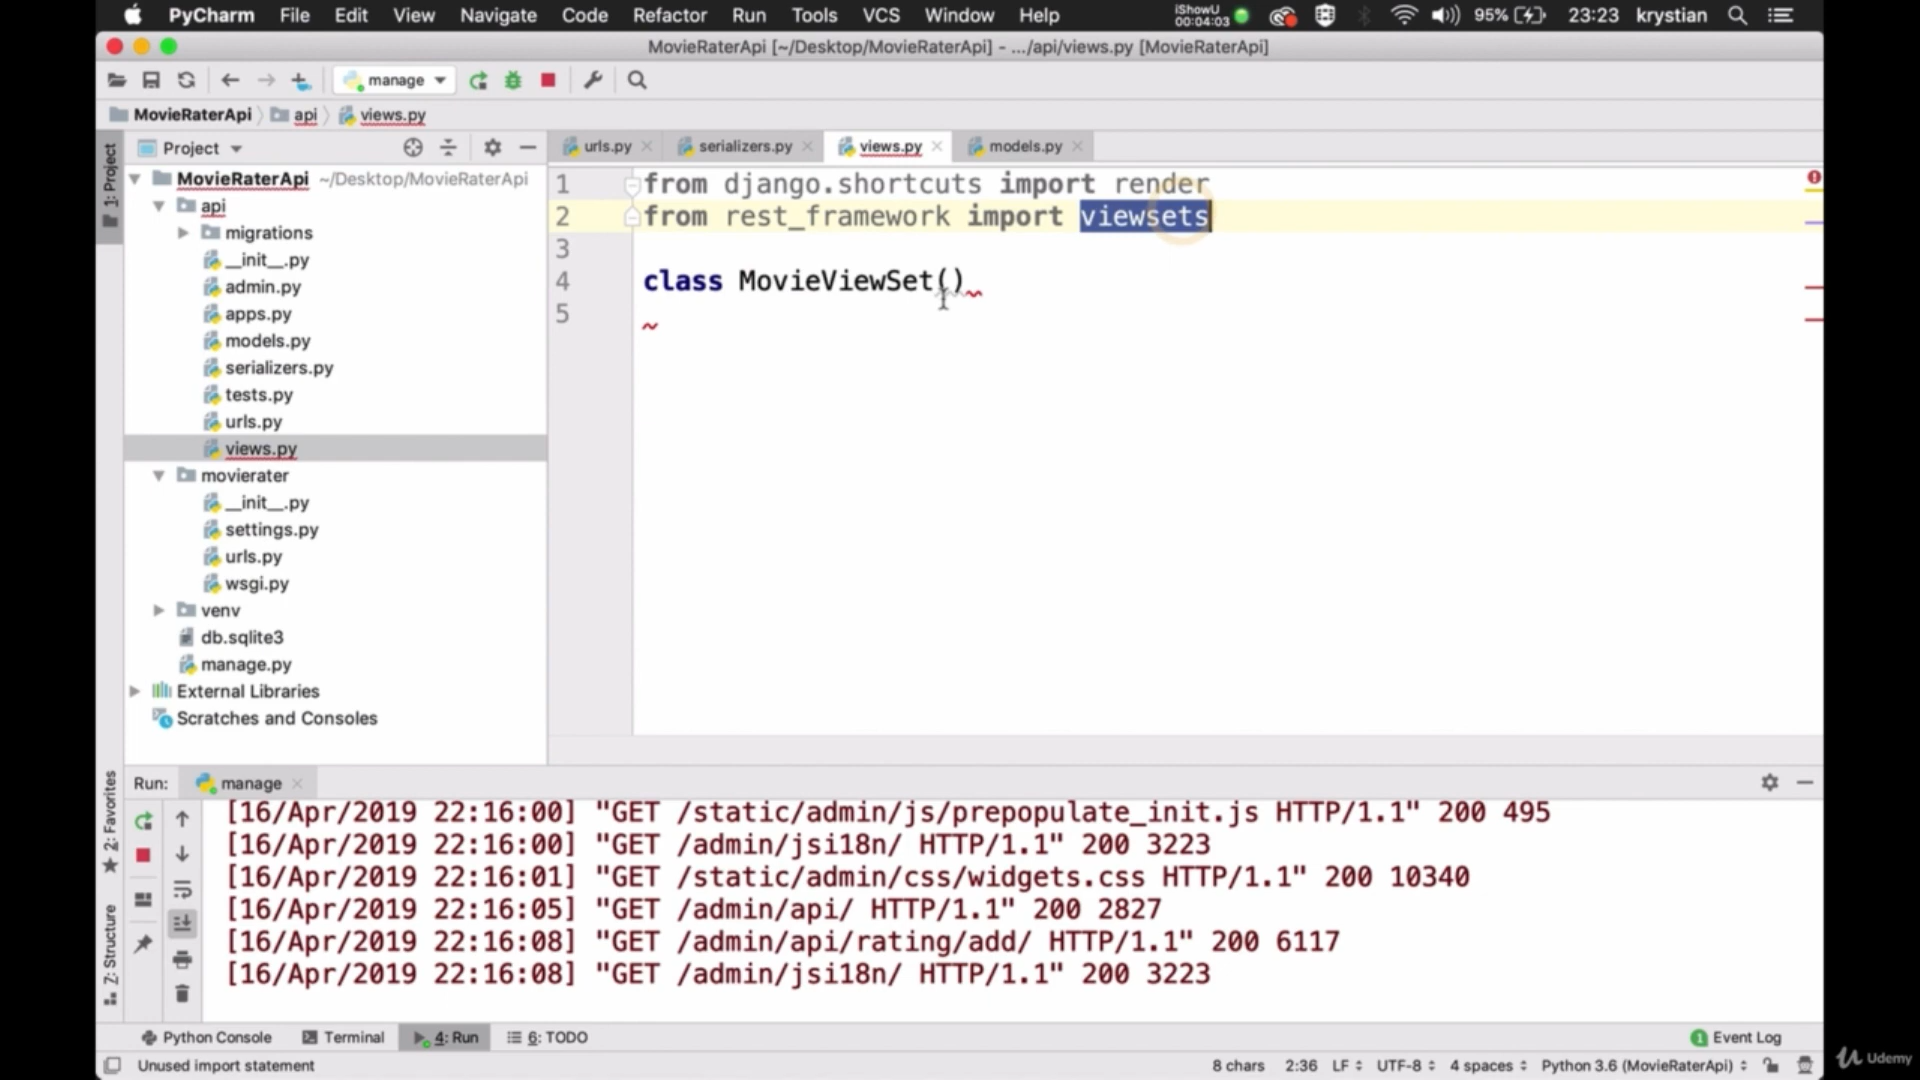 PyCharm File Edit View Navigate Code Refactor Run Tools VCS Window Help iShowU 00:04:03 95% 23:23 krystian
MovieRaterApi [~/Desktop/MovieRaterApi] - .../api/views.py [MovieRaterApi]
manage
MovieRaterApi api views.py
1: Project
Project
urls.py serializers.py views.py models.py
MovieRaterApi ~/Desktop/MovieRaterApi
api
migrations
__init__.py
admin.py
apps.py
models.py
serializers.py
tests.py
urls.py
views.py
movierater
__init__.py
settings.py
urls.py
wsgi.py
venv
db.sqlite3
manage.py
External Libraries
Scratches and Consoles
1 from django.shortcuts import render
2 from rest_framework import viewsets
3
4 class MovieViewSet()
5
2: Favorites
Z: Structure
Run: manage
[16/Apr/2019 22:16:00] "GET /static/admin/js/prepopulate_init.js HTTP/1.1" 200 495
[16/Apr/2019 22:16:00] "GET /admin/jsi18n/ HTTP/1.1" 200 3223
[16/Apr/2019 22:16:01] "GET /static/admin/css/widgets.css HTTP/1.1" 200 10340
[16/Apr/2019 22:16:05] "GET /admin/api/ HTTP/1.1" 200 2827
[16/Apr/2019 22:16:08] "GET /admin/api/rating/add/ HTTP/1.1" 200 6117
[16/Apr/2019 22:16:08] "GET /admin/jsi18n/ HTTP/1.1" 200 3223
Python Console Terminal 4: Run 6: TODO 1 Event Log
Unused import statement 8 chars 2:36 LF UTF-8 4 spaces Python 3.6 (MovieRaterApi)
Udemy